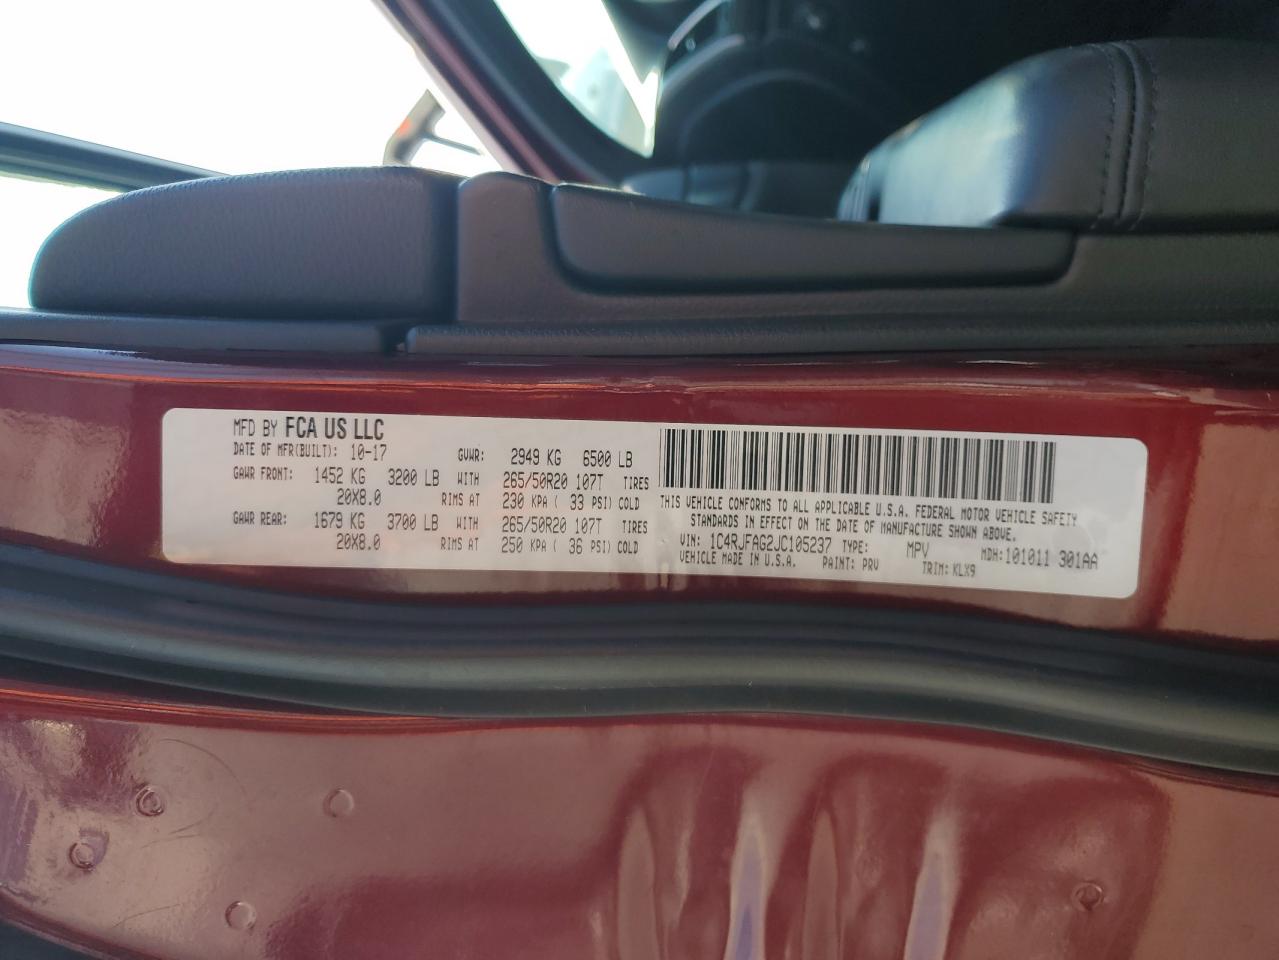 MFD BY FCA US LLC
DATE OF MFR(BUILT): 10-17 GVWR: 2949 KG 6500 LB
GAWR FRONT: 1452 KG 3200 LB WITH 265/50R20 107T TIRES
20X8.0 RIMS AT 230 KPA ( 33 PSI) COLD
GAWR REAR: 1679 KG 3700 LB WITH 265/50R20 107T TIRES
20X8.0 RIMS AT 250 KPA ( 36 PSI) COLD
THIS VEHICLE CONFORMS TO ALL APPLICABLE U.S.A. FEDERAL MOTOR VEHICLE SAFETY
STANDARDS IN EFFECT ON THE DATE OF MANUFACTURE SHOWN ABOVE.
VIN: 1C4RJFAG2JC105237 TYPE: MPV MDH:101011 301AA
VEHICLE MADE IN U.S.A. PAINT: PRV TRIM: KLX9